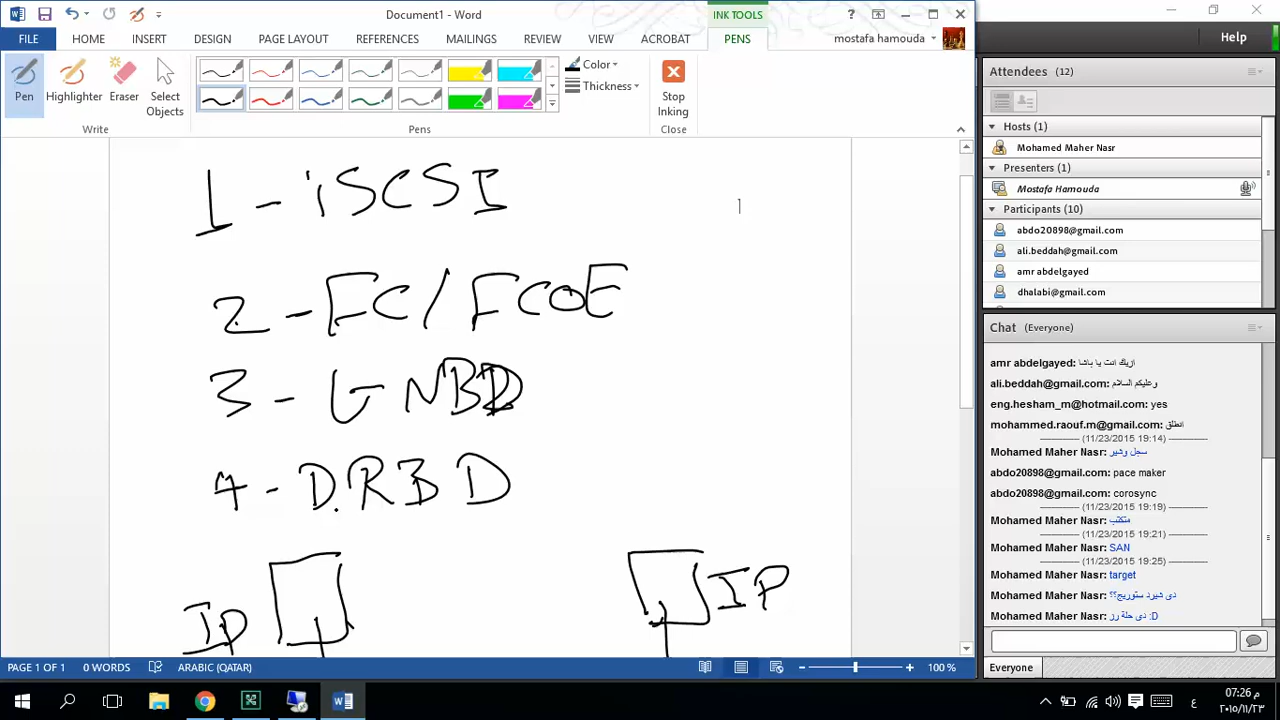 Document1 - Word
INK TOOLS
?
FILE
HOME
INSERT
DESIGN
PAGE LAYOUT
REFERENCES
MAILINGS
REVIEW
VIEW
ACROBAT
PENS
mostafa hamouda
Help
Pen
Highlighter
Eraser
Select Objects
Color
Thickness
Stop Inking
Write
Pens
Close
1 - iSCSI
2 - FC/FCOE
3 - GNBD
4 - DRBD
IP
IP
Attendees (12)
Hosts (1)
Mohamed Maher Nasr
Presenters (1)
Mostafa Hamouda
Participants (10)
abdo20898@gmail.com
ali.beddah@gmail.com
amr abdelgayed
dhalabi@gmail.com
Chat (Everyone)
amr abdelgayed: ازيك انت يا باشا
ali.beddah@gmail.com: وعليكم السلام
eng.hesham_m@hotmail.com: yes
mohammed.raouf.m@gmail.com: انطلق
------------ (11/23/2015 19:14) ------------
Mohamed Maher Nasr: سجل وشير
abdo20898@gmail.com: pace maker
abdo20898@gmail.com: corosync
------------ (11/23/2015 19:19) ------------
Mohamed Maher Nasr: متكتب
------------ (11/23/2015 19:21) ------------
Mohamed Maher Nasr: SAN
------------ (11/23/2015 19:25) ------------
Mohamed Maher Nasr: target
Mohamed Maher Nasr: دى شيرد ستوريج؟؟
Mohamed Maher Nasr: دى حلة رز :D
Everyone
PAGE 1 OF 1
0 WORDS
ARABIC (QATAR)
100 %
ع
07:26 م
٢٠١٥/١١/٢٣